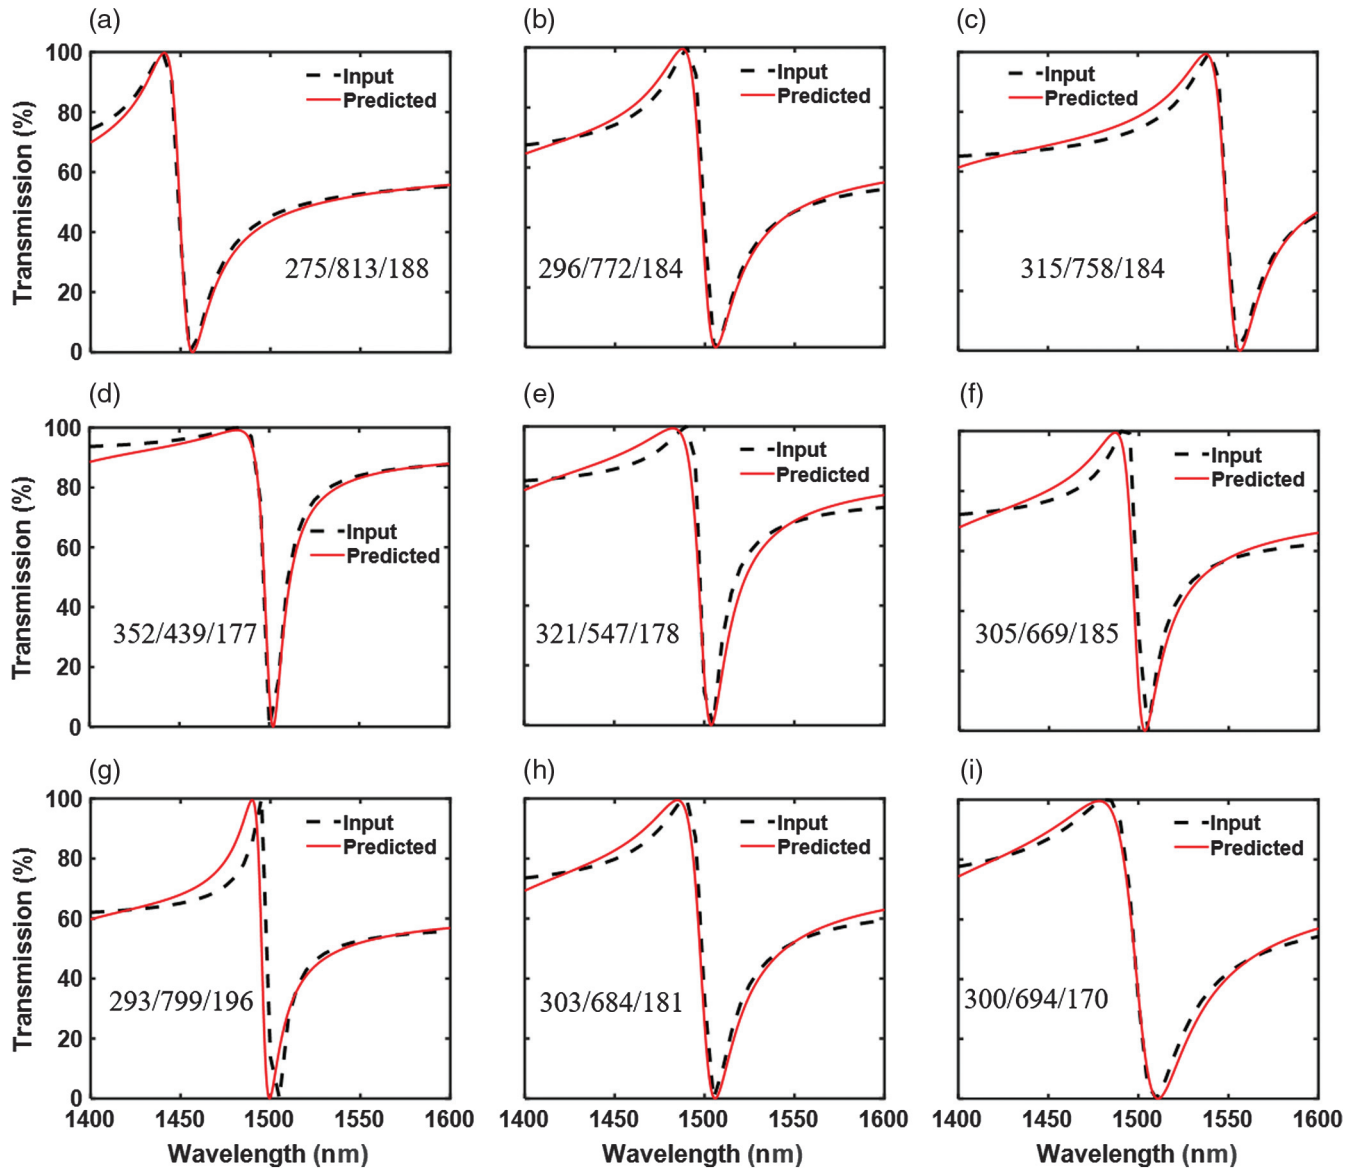 (a)
(b)
(c)
Transmission (%)
100
80
60
40
20
0
Input
Predicted
275/813/188
Input
Predicted
296/772/184
Input
Predicted
315/758/184
(d)
(e)
(f)
Transmission (%)
100
80
60
40
20
0
Input
Predicted
352/439/177
Input
Predicted
321/547/178
Input
Predicted
305/669/185
(g)
(h)
(i)
Transmission (%)
100
80
60
40
20
0
Input
Predicted
293/799/196
Input
Predicted
303/684/181
Input
Predicted
300/694/170
1400 1450 1500 1550 1600
1400 1450 1500 1550 1600
1400 1450 1500 1550 1600
Wavelength (nm)
Wavelength (nm)
Wavelength (nm)